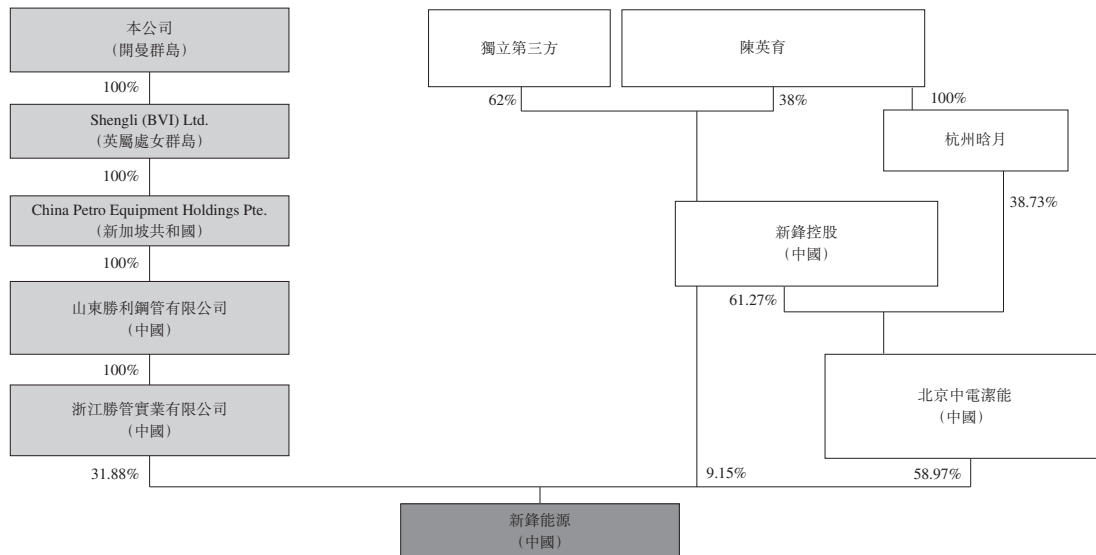 本公司
（開曼群島）
100%
Shengli (BVI) Ltd.
（英屬處女群島）
100%
China Petro Equipment Holdings Pte.
（新加坡共和國）
100%
山東勝利鋼管有限公司
（中國）
100%
浙江勝管實業有限公司
（中國）
31.88%
獨立第三方
62%
陳英育
38%
100%
杭州晗月
38.73%
新鋒控股
（中國）
61.27%
北京中電潔能
（中國）
9.15%
58.97%
新鋒能源
（中國）